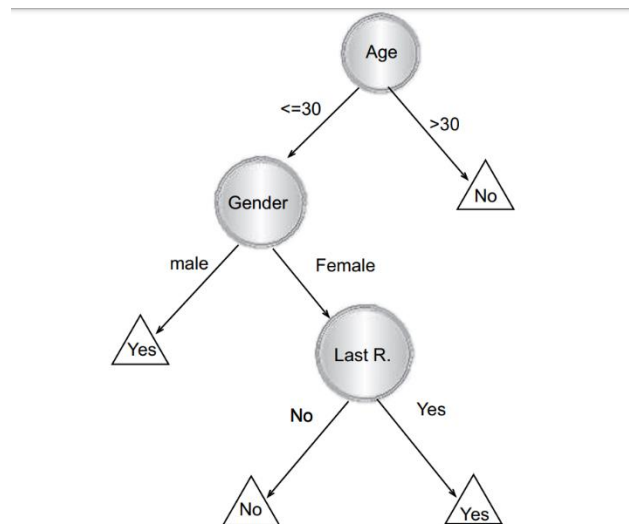 Age
<=30
>30
Gender
No
male
Female
Yes
Last R.
No
Yes
No
Yes